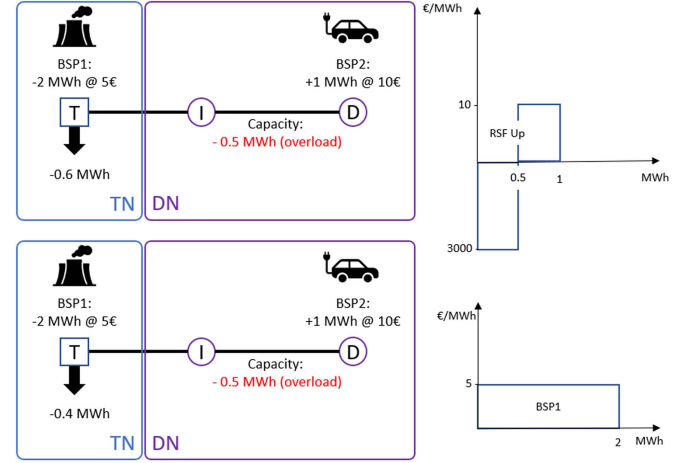 BSP1:
-2 MWh @ 5€
T
-0.6 MWh
TN
BSP2:
+1 MWh @ 10€
I
D
Capacity:
- 0.5 MWh (overload)
DN
BSP1:
-2 MWh @ 5€
T
-0.4 MWh
TN
BSP2:
+1 MWh @ 10€
I
D
Capacity:
- 0.5 MWh (overload)
DN
€/MWh
10
RSF Up
0.5
1
MWh
3000
€/MWh
5
BSP1
2
MWh